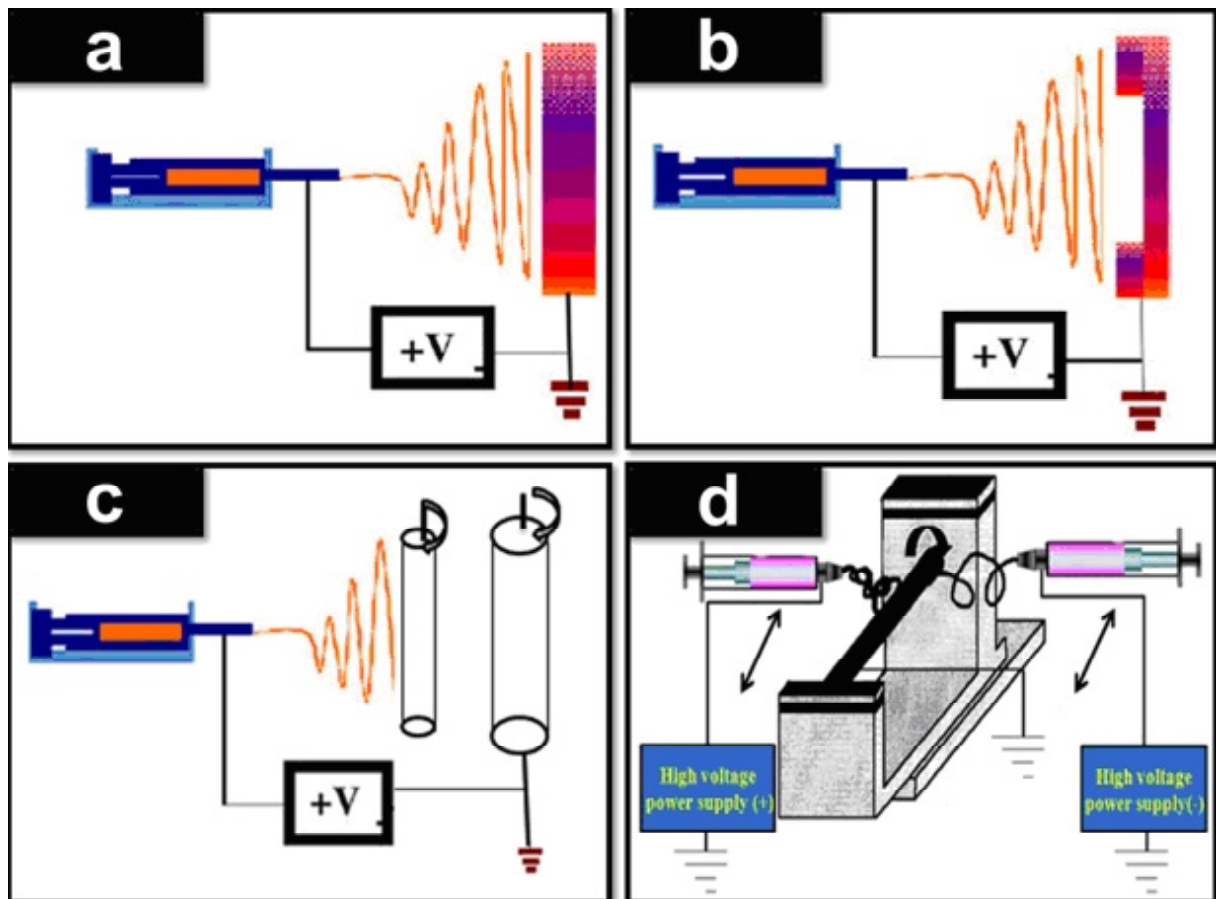 a
b
+V
+V
c
d
+V
High voltage
power supply (+)
High voltage
power supply(-)